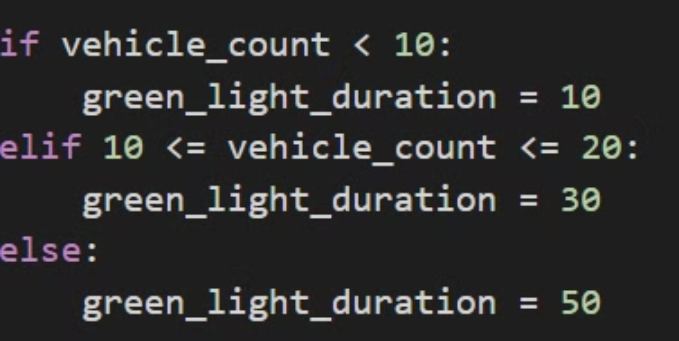 if vehicle_count < 10:
    green_light_duration = 10
elif 10 <= vehicle_count <= 20:
    green_light_duration = 30
else:
    green_light_duration = 50